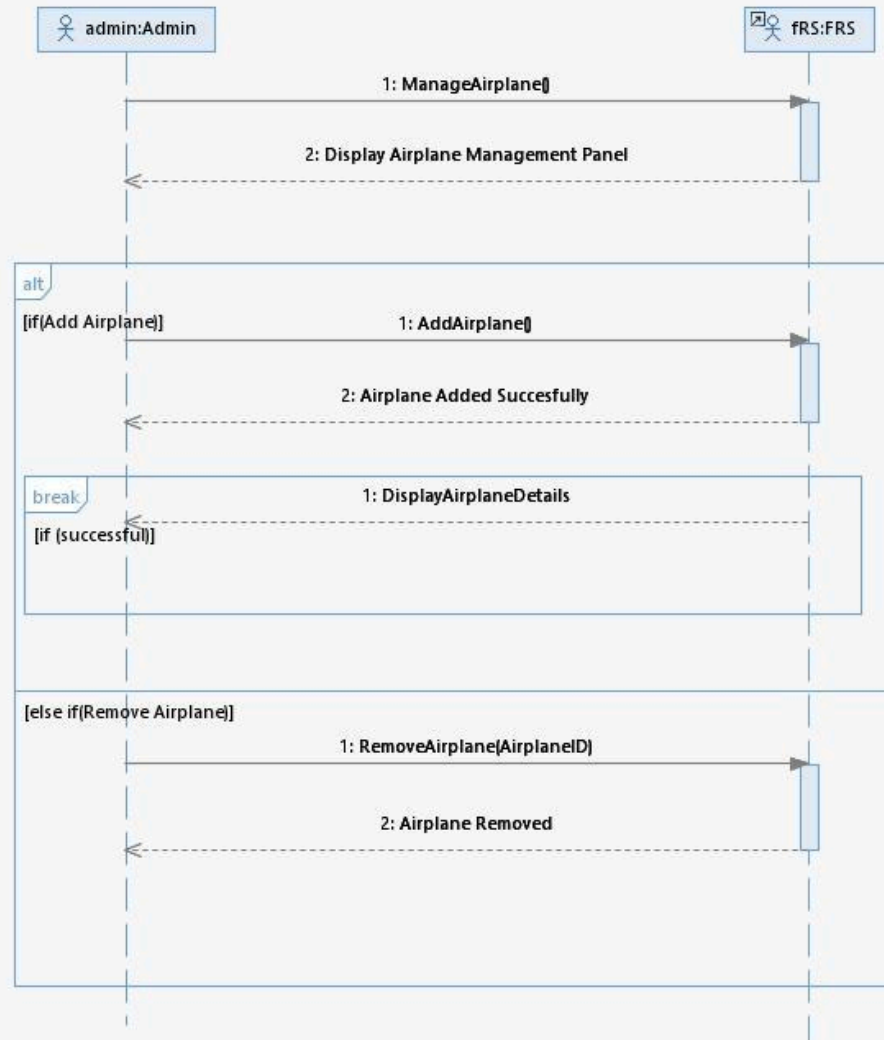 admin:Admin
fRS:FRS
1: ManageAirplane()
2: Display Airplane Management Panel
alt
[if(Add Airplane)]
1: AddAirplane()
2: Airplane Added Succesfully
break
1: DisplayAirplaneDetails
[if (successful)]
[else if(Remove Airplane)]
1: RemoveAirplane(AirplaneID)
2: Airplane Removed